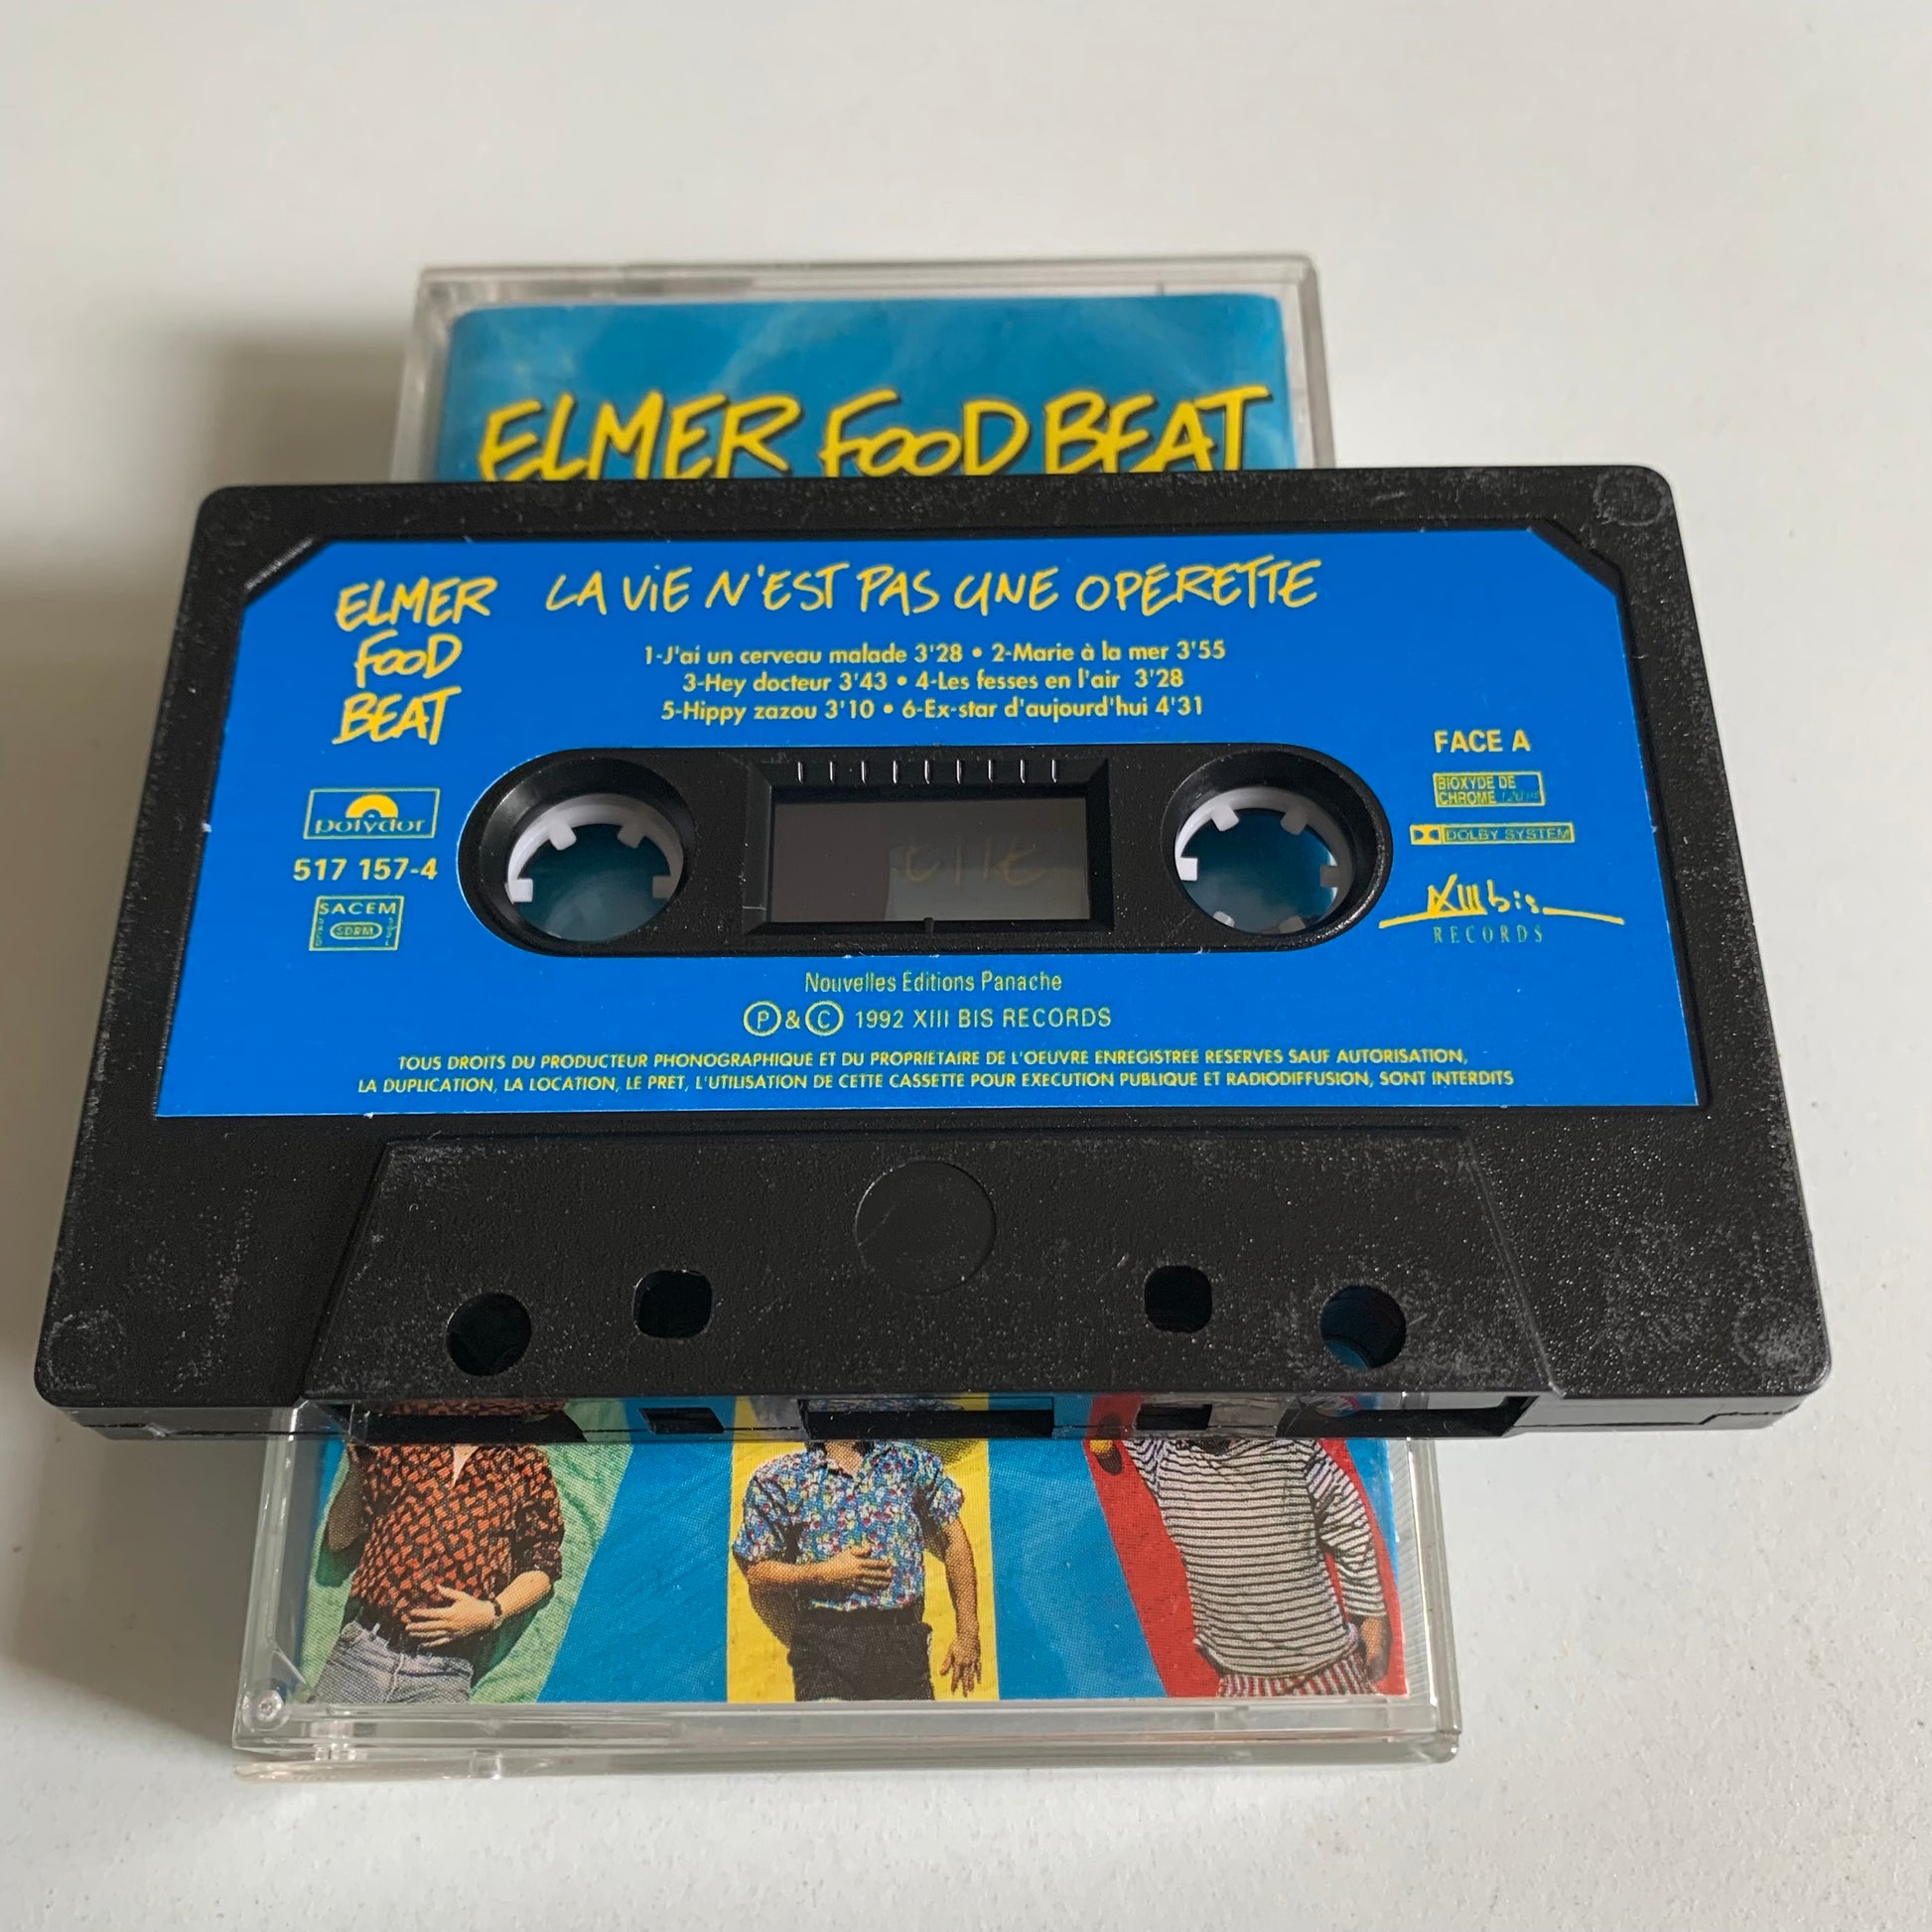 ELMER FOOD BEAT
ELMER
FOOD
BEAT
LA VIE N'EST PAS UNE OPÉRETTE
1-J'ai un cerveau malade 3'28 • 2-Marie à la mer 3'55
3-Hey docteur 3'43 • 4-Les fesses en l'air 3'28
5-Hippy zazou 3'10 • 6-Ex-star d'aujourd'hui 4'31
FACE A
BIOXYDE DE
CHROME
DOLBY SYSTEM
polydor
517 157-4
SACEM
SDRM
XIII bis
RECORDS
Nouvelles Editions Panache
Ⓟ & © 1992 XIII BIS RECORDS
TOUS DROITS DU PRODUCTEUR PHONOGRAPHIQUE ET DU PROPRIETAIRE DE L'OEUVRE ENREGISTREE RESERVES SAUF AUTORISATION,
LA DUPLICATION, LA LOCATION, LE PRET, L'UTILISATION DE CETTE CASSETTE POUR EXECUTION PUBLIQUE ET RADIODIFFUSION, SONT INTERDITS